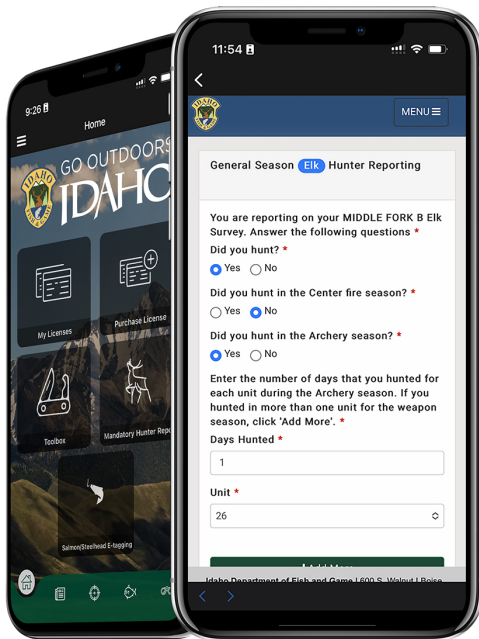 9:26
Home
GO OUTDOORS
IDAHO
My Licenses
Purchase License
Toolbox
Mandatory Hunter Repo
Salmon/Steelhead E-tagging
11:54
IDAHO
FISH & GAME
MENU
General Season Elk Hunter Reporting
You are reporting on your MIDDLE FORK B Elk
Survey. Answer the following questions *
Did you hunt? *
Yes No
Did you hunt in the Center fire season? *
Yes No
Did you hunt in the Archery season? *
Yes No
Enter the number of days that you hunted for
each unit during the Archery season. If you
hunted in more than one unit for the weapon
season, click 'Add More'. *
Days Hunted *
1
Unit *
26
Add More
Idaho Department of Fish and Game | 600 S. Walnut | Boise